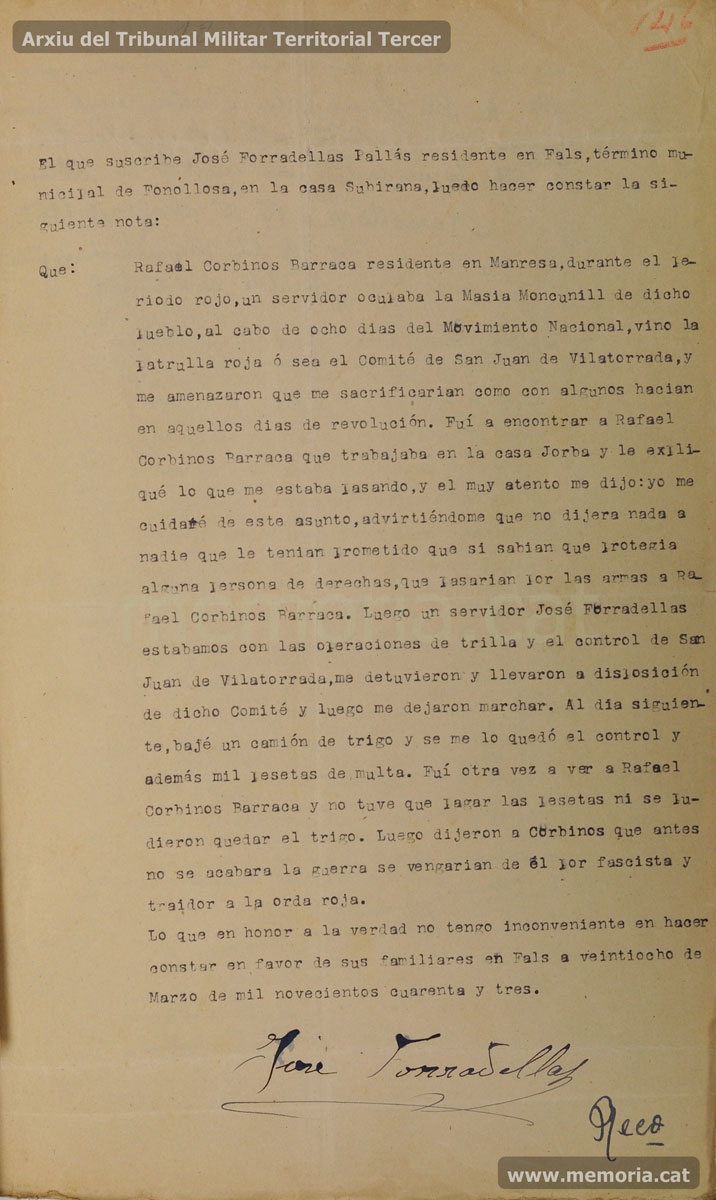 Arxiu del Tribunal Militar Territorial Tercer
126
El que suscribe José Forradellas Pallás residente en Fals,término mu-
nicipal de Fonollosa,en la casa Subirana,puedo hacer constar la si-
guiente nota:
Que: Rafael Corbinos Barraca residente en Manresa,durante el pe-
riodo rojo,un servidor ocupaba la Masia Moncunill de dicho
pueblo,al cabo de ocho dias del Movimiento Nacional,vino la
patrulla roja ó sea el Comité de San Juan de Vilatorrada,y
me amenazaron que me sacrificarian como con algunos hacian
en aquellos dias de revolución. Fuí a encontrar a Rafael
Corbinos Barraca que trabajaba en la casa Jorba y le expli-
qué lo que me estaba pasando,y el muy atento me dijo:yo me
cuidaré de este asunto,advirtiéndome que no dijera nada a
nadie que le tenian prometido que si sabian que protegia
alguna persona de derechas,que pasarian por las armas a Ra-
fael Corbinos Barraca. Luego un servidor José Forradellas
estabamos con las operaciones de trilla y el control de San
Juan de Vilatorrada,me detuvieron y llevaron a disposición
de dicho Comité y luego me dejaron marchar. Al dia siguien-
te,bajé un camión de trigo y se me lo quedó el control y
además mil pesetas de multa. Fuí otra vez a ver a Rafael
Corbinos Barraca y no tuve que pagar las pesetas ni se pu-
dieron quedar el trigo. Luego dijeron a Corbinos que antes
no se acabara la guerra se vengarian de él por fascista y
traidor a la orda roja.
Lo que en honor a la verdad no tengo inconveniente en hacer
constar en favor de sus familiares en Fals a veintiocho de
Marzo de mil novecientos cuarenta y tres.
José Forradellas
www.memoria.cat